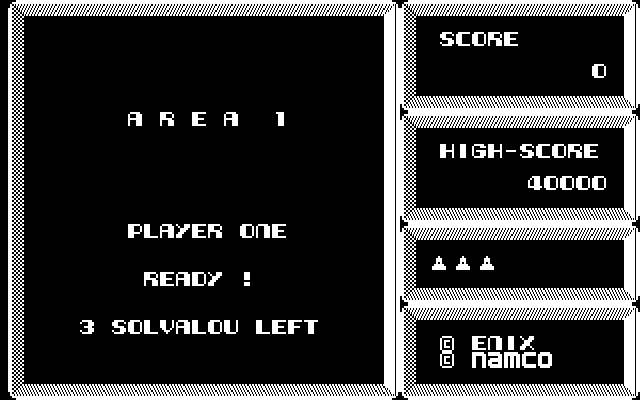 AREA 1
PLAYER ONE
READY !
3 SOLVALOU LEFT
SCORE
0
HIGH-SCORE
40000
© ENIX
© namco